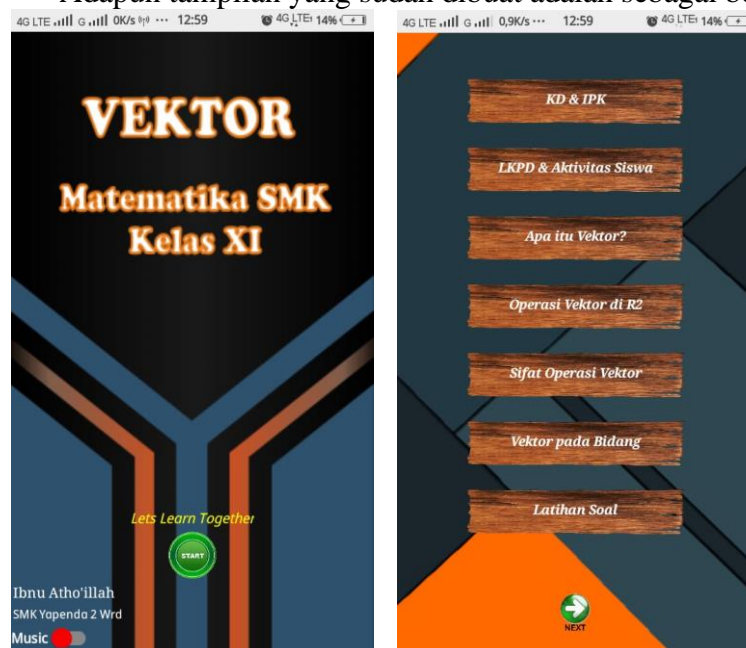 Adapun tampilan yang sudah dibuat adalah sebagai
4G LTE G 0K/s ··· 12:59 4G LTE 14%
VEKTOR
Matematika SMK
Kelas XI
Lets Learn Together
START
Ibnu Atho'illah
SMK Yapenda 2 Wrd
Music
4G LTE G 0,9K/s ··· 12:59 4G LTE 14%
KD & IPK
LKPD & Aktivitas Siswa
Apa itu Vektor?
Operasi Vektor di R2
Sifat Operasi Vektor
Vektor pada Bidang
Latihan Soal
NEXT